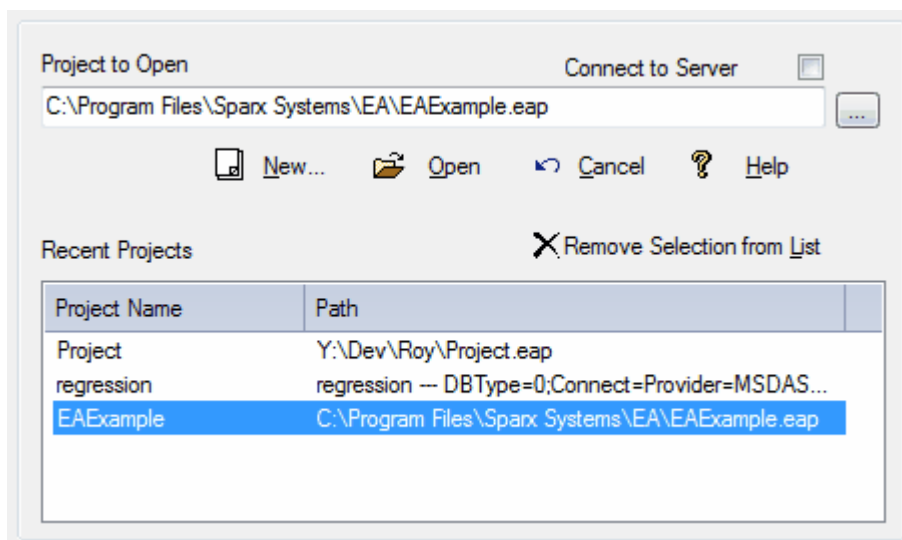 Project to Open Connect to Server
C:\Program Files\Sparx Systems\EA\EAExample.eap ...
New... Open Cancel Help
Recent Projects Remove Selection from List
Project Name Path
Project Y:\Dev\Roy\Project.eap
regression regression --- DBType=0;Connect=Provider=MSDAS...
EAExample C:\Program Files\Sparx Systems\EA\EAExample.eap